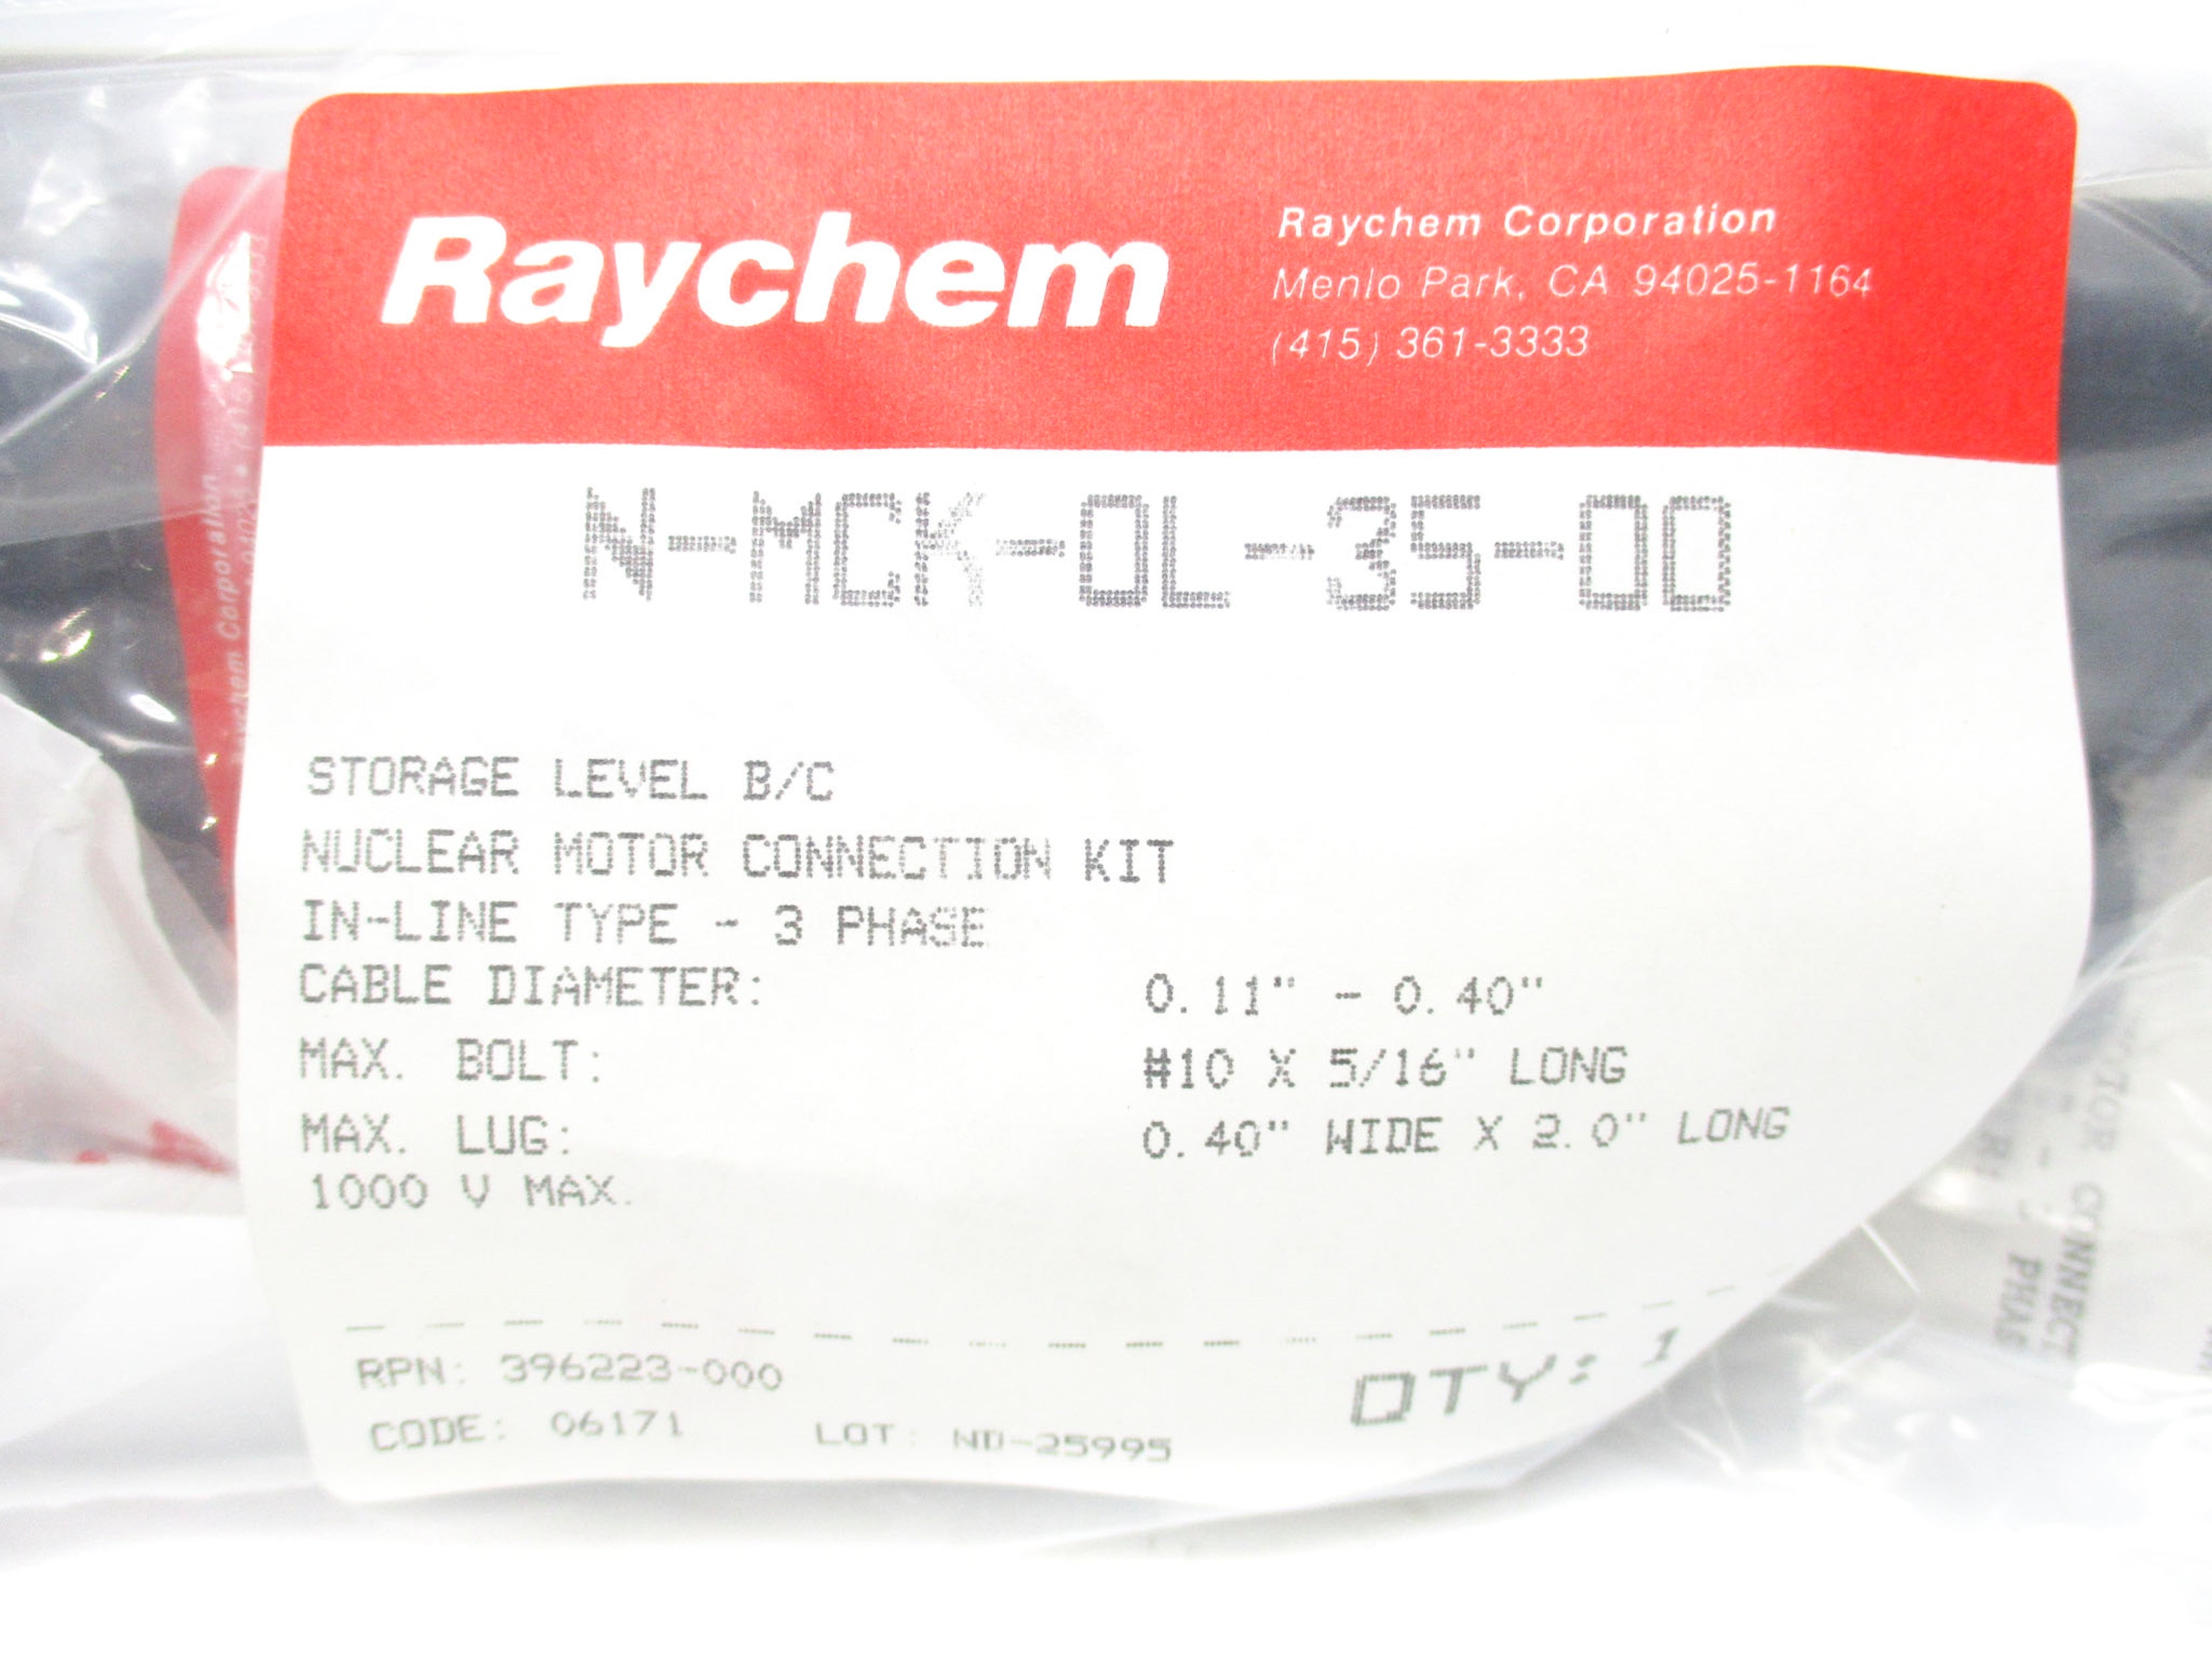 Raychem
Raychem Corporation
Menlo Park, CA 94025-1164
(415) 361-3333
N-MCK-0L-35-00
STORAGE LEVEL B/C
NUCLEAR MOTOR CONNECTION KIT
IN-LINE TYPE - 3 PHASE
CABLE DIAMETER: 0.11" - 0.40"
MAX. BOLT: #10 X 5/16" LONG
MAX. LUG: 0.40" WIDE X 2.0" LONG
1000 V MAX.
RPN: 396223-000
QTY: 1
CODE: 06171 LOT: ND-25995
Raychem Corporation